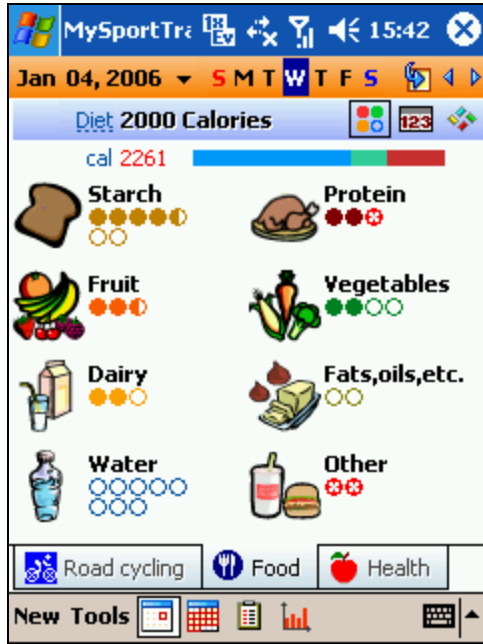 MySportTra 15:42
Jan 04, 2006 S M T W T F S
Diet 2000 Calories 123
cal 2261
Starch Protein
Fruit Vegetables
Dairy Fats,oils,etc.
Water Other
Road cycling Food Health
New Tools